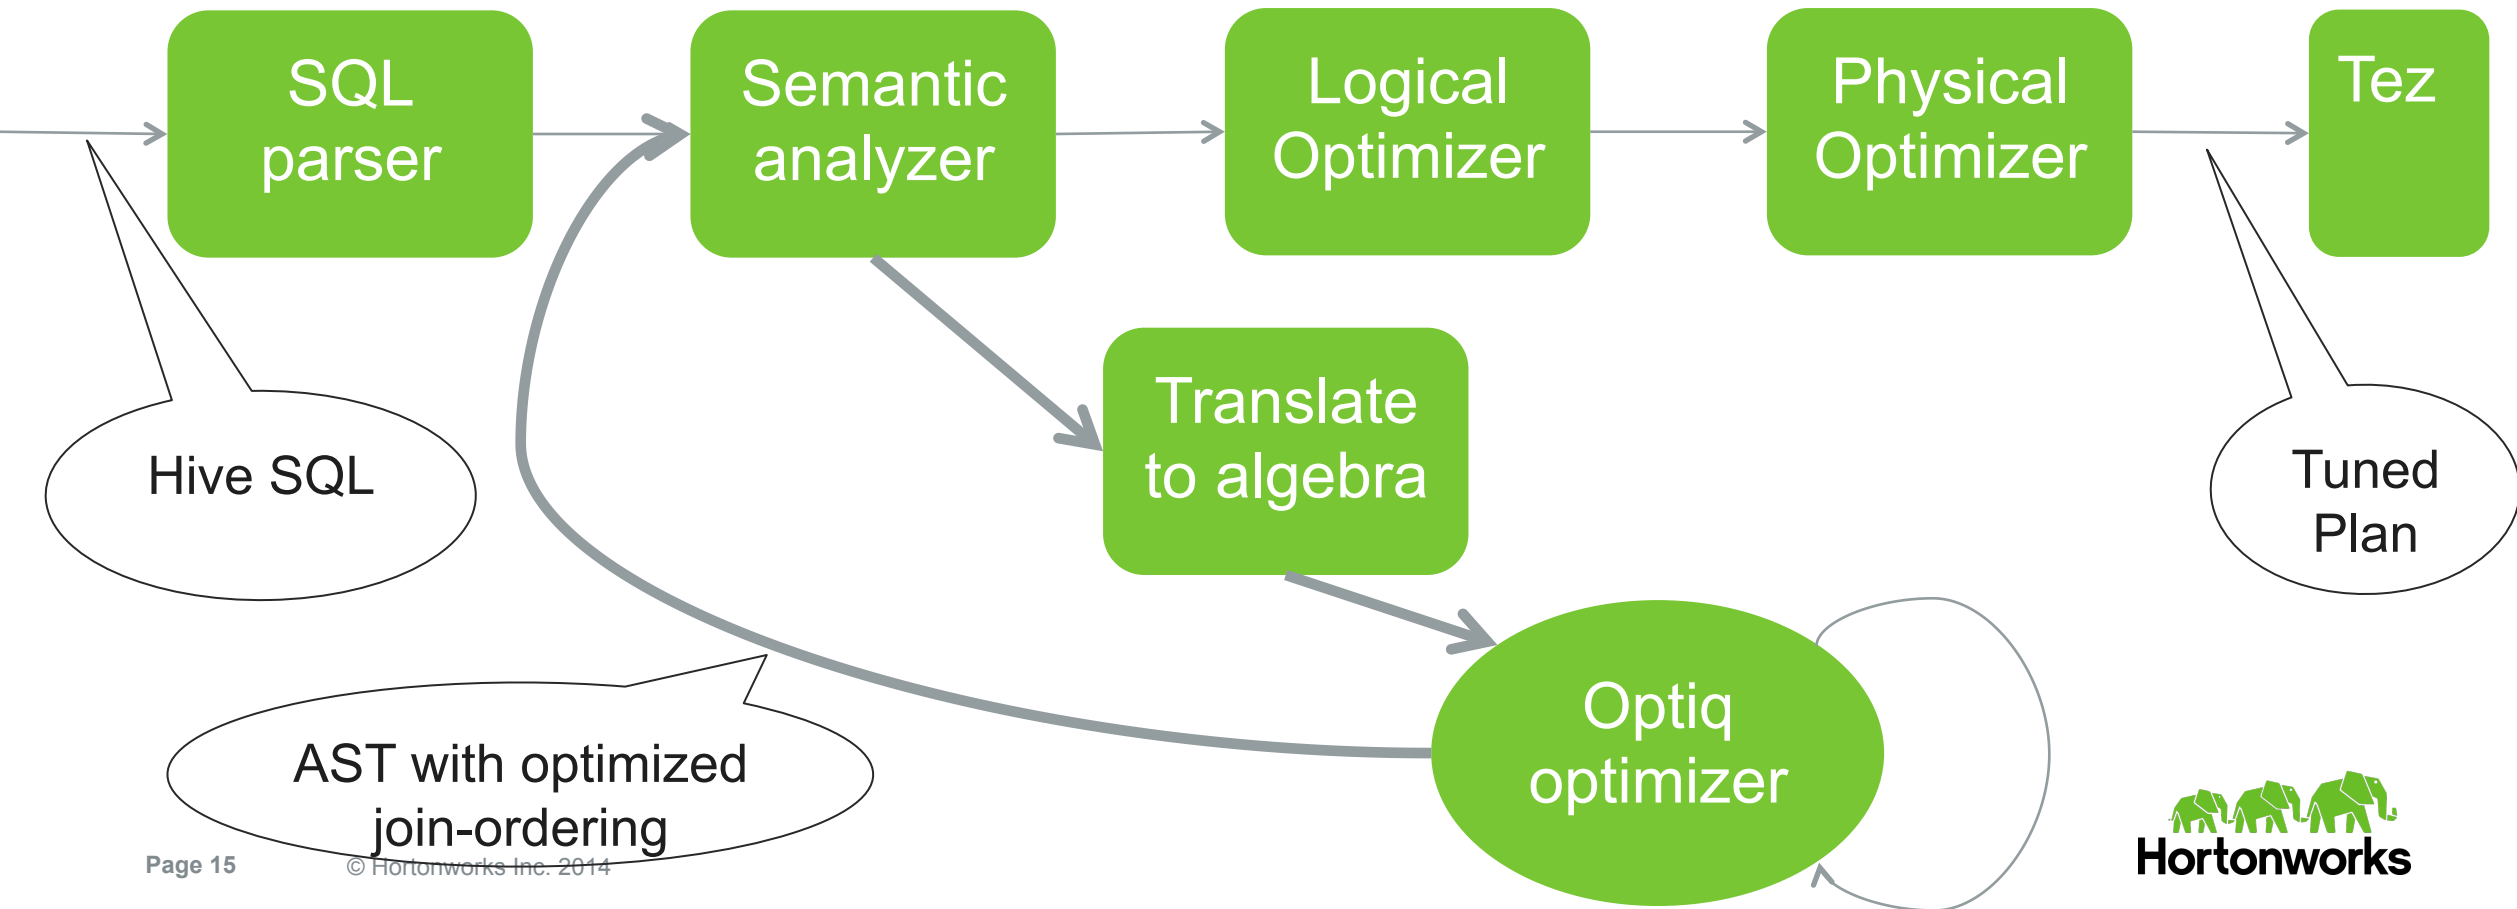 SQL
parser
Semantic
analyzer
Logical
Optimizer
Physical
Optimizer
Tez
Translate
to algebra
Hive SQL
Tuned
Plan
Optiq
optimizer
AST with optimized
join-ordering
Page 15
© Hortonworks Inc. 2014
Hortonworks